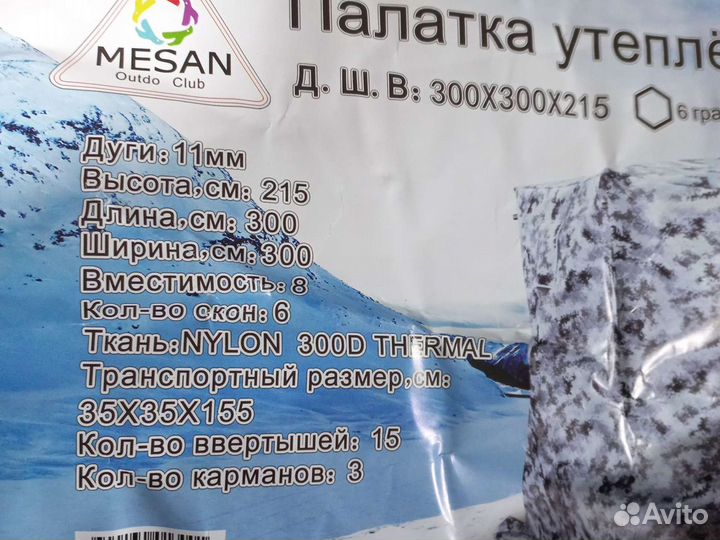 MESAN
Outdo Club
Палатка утеплё
Д. Ш. В: 300X300X215
6 гра
Дуги: 11мм
Высота,см: 215
Длина,см: 300
Ширина,см: 300
Вместимость: 8
Кол-во скон: 6
Ткань:NYLON 300D THERMAL
Транспортный размер,см:
35X35X155
Кол-во ввертышей: 15
Кол-во карманов: 3
Avito